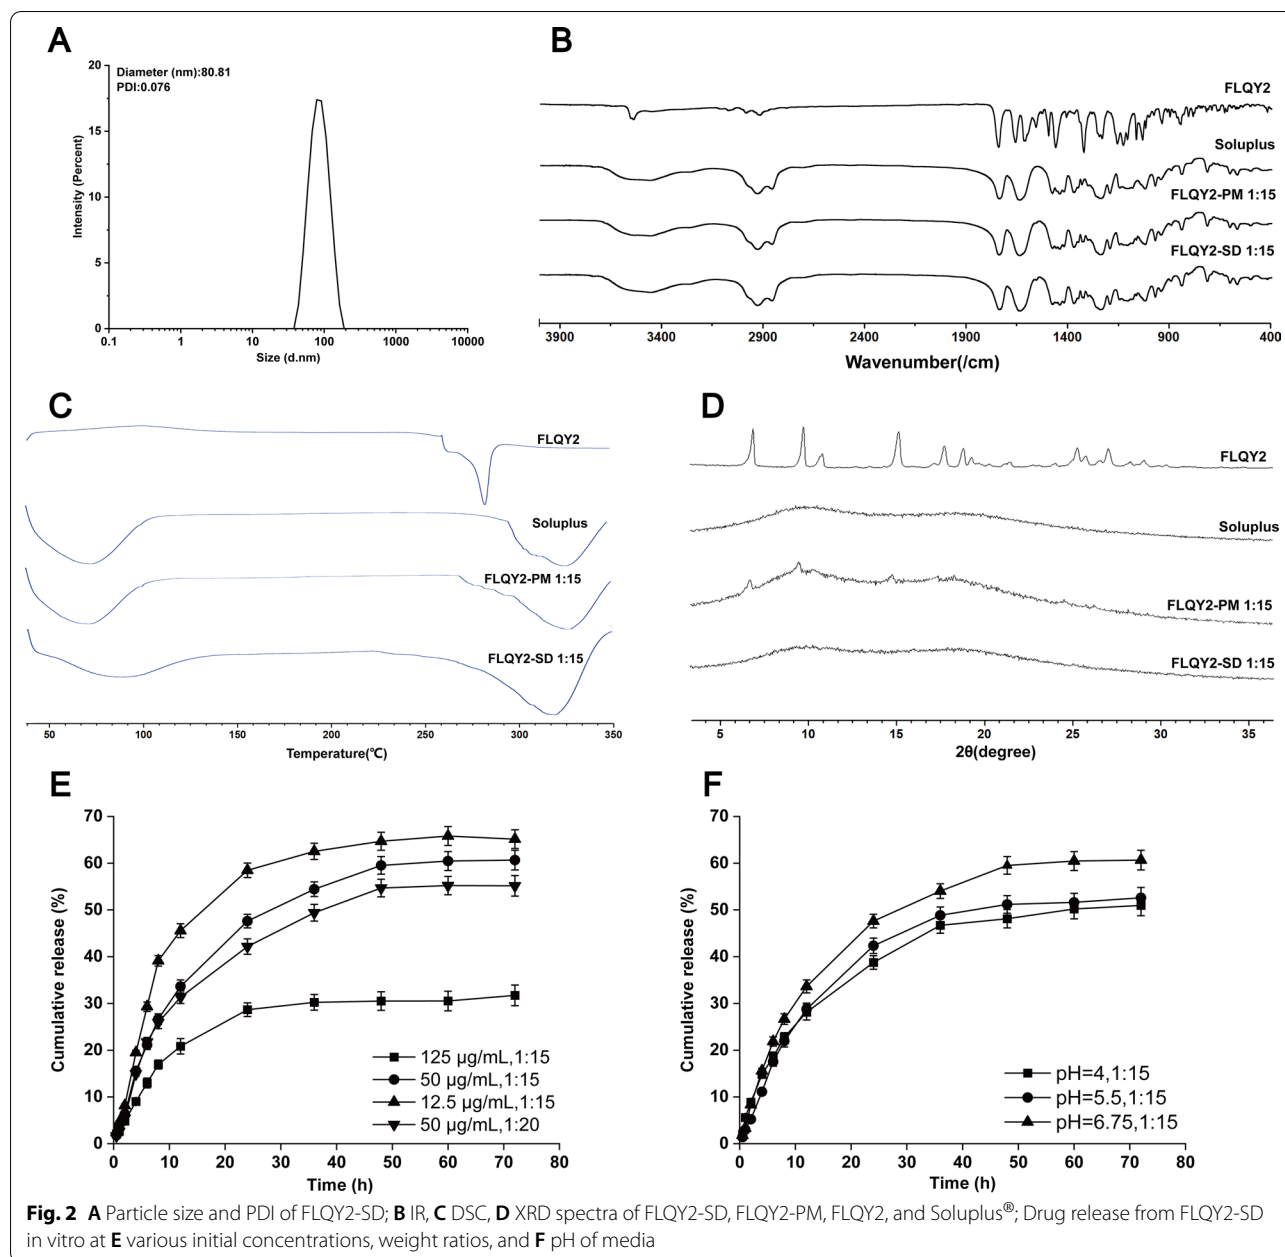 A
Diameter (nm):80.81
PDI:0.076
20
15
10
5
0
Intensity (Percent)
0.1 1 10 100 1000 10000
Size (d.nm)
B
FLQY2
Soluplus
FLQY2-PM 1:15
FLQY2-SD 1:15
3900 3400 2900 2400 1900 1400 900 400
Wavenumber(/cm)
C
FLQY2
Soluplus
FLQY2-PM 1:15
FLQY2-SD 1:15
50 100 150 200 250 300 350
Temperature(℃)
D
FLQY2
Soluplus
FLQY2-PM 1:15
FLQY2-SD 1:15
5 10 15 20 25 30 35
2θ(degree)
E
70
60
50
40
30
20
10
0
Cumulative release (%)
125 µg/mL,1:15
50 µg/mL,1:15
12.5 µg/mL,1:15
50 µg/mL,1:20
0 10 20 30 40 50 60 70 80
Time (h)
F
70
60
50
40
30
20
10
0
Cumulative release (%)
pH=4,1:15
pH=5.5,1:15
pH=6.75,1:15
0 10 20 30 40 50 60 70 80
Time (h)
Fig. 2 A Particle size and PDI of FLQY2-SD; B IR, C DSC, D XRD spectra of FLQY2-SD, FLQY2-PM, FLQY2, and Soluplus®; Drug release from FLQY2-SD
in vitro at E various initial concentrations, weight ratios, and F pH of media